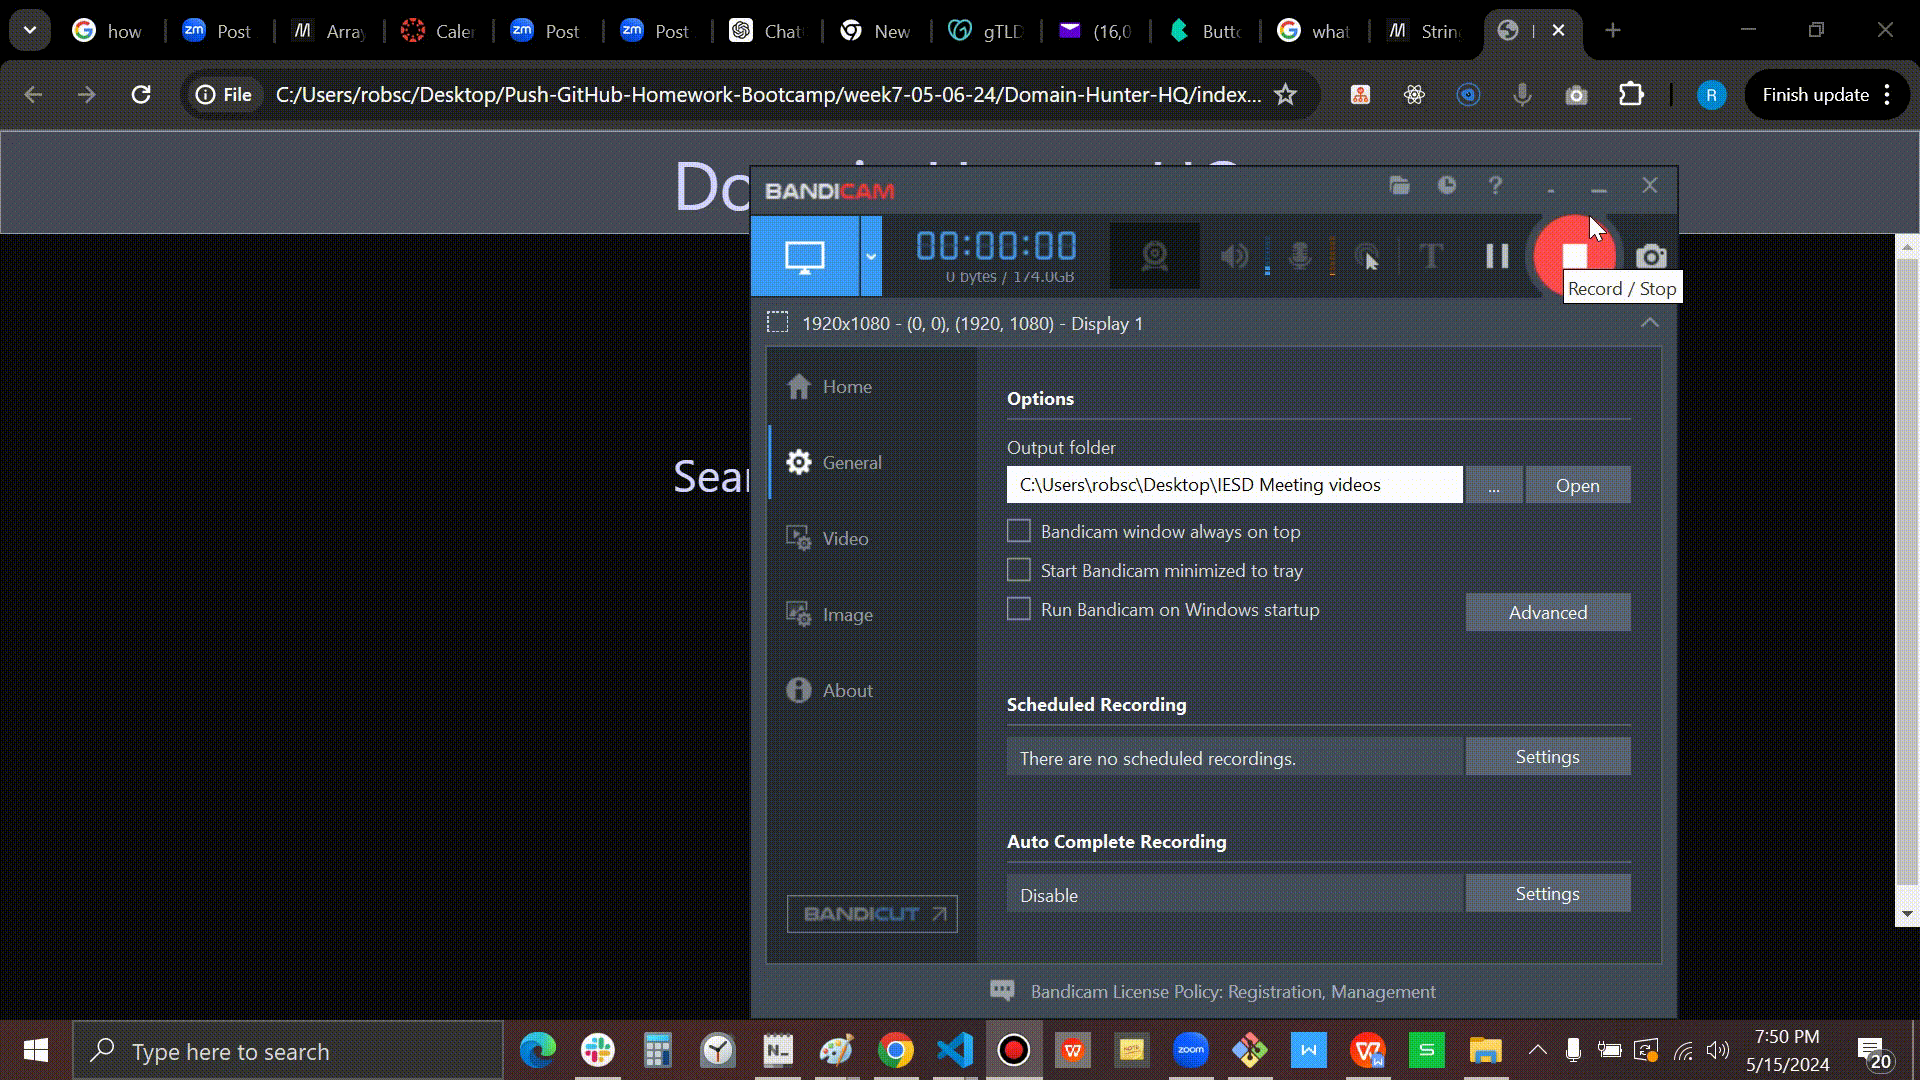 how
Post
Array
Caler
Post
Post
Chat
New
gTLD
(16,0
Butto
what
Strin
File
C:/Users/robsc/Desktop/Push-GitHub-Homework-Bootcamp/week7-05-06-24/Domain-Hunter-HQ/index...
R
Finish update
BANDICAM
00:00:00
0 bytes / 174.0GB
Record / Stop
1920x1080 - (0, 0), (1920, 1080) - Display 1
Home
General
Video
Image
About
BANDICUT
Options
Output folder
C:\Users\robsc\Desktop\IESD Meeting videos
...
Open
Bandicam window always on top
Start Bandicam minimized to tray
Run Bandicam on Windows startup
Advanced
Scheduled Recording
There are no scheduled recordings.
Settings
Auto Complete Recording
Disable
Settings
Bandicam License Policy: Registration, Management
Sear
Type here to search
zoom
7:50 PM
5/15/2024
20